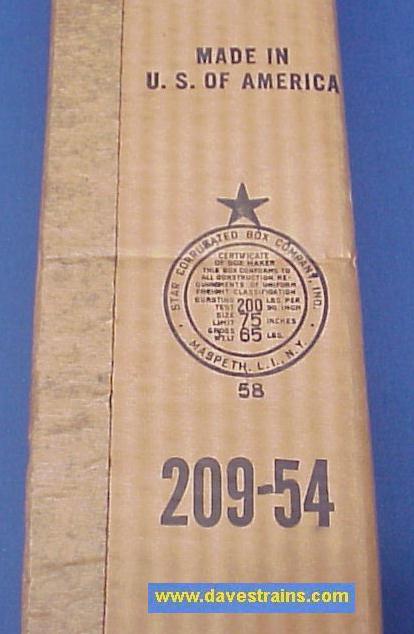 MADE IN
U. S. OF AMERICA
STAR CORRUGATED BOX COMPANY, INC.
CERTIFICATE
OF BOX MAKER
THIS BOX CONFORMS TO
ALL CONSTRUCTION RE-
QUIREMENTS OF UNIFORM
FREIGHT CLASSIFICATION
BURSTING TEST 200 LBS. PER SQ. INCH
SIZE LIMIT 75 INCHES
GROSS WT. LT. 65 LBS.
MASPETH, L. I., N. Y.
58
209-54
www.davestrains.com